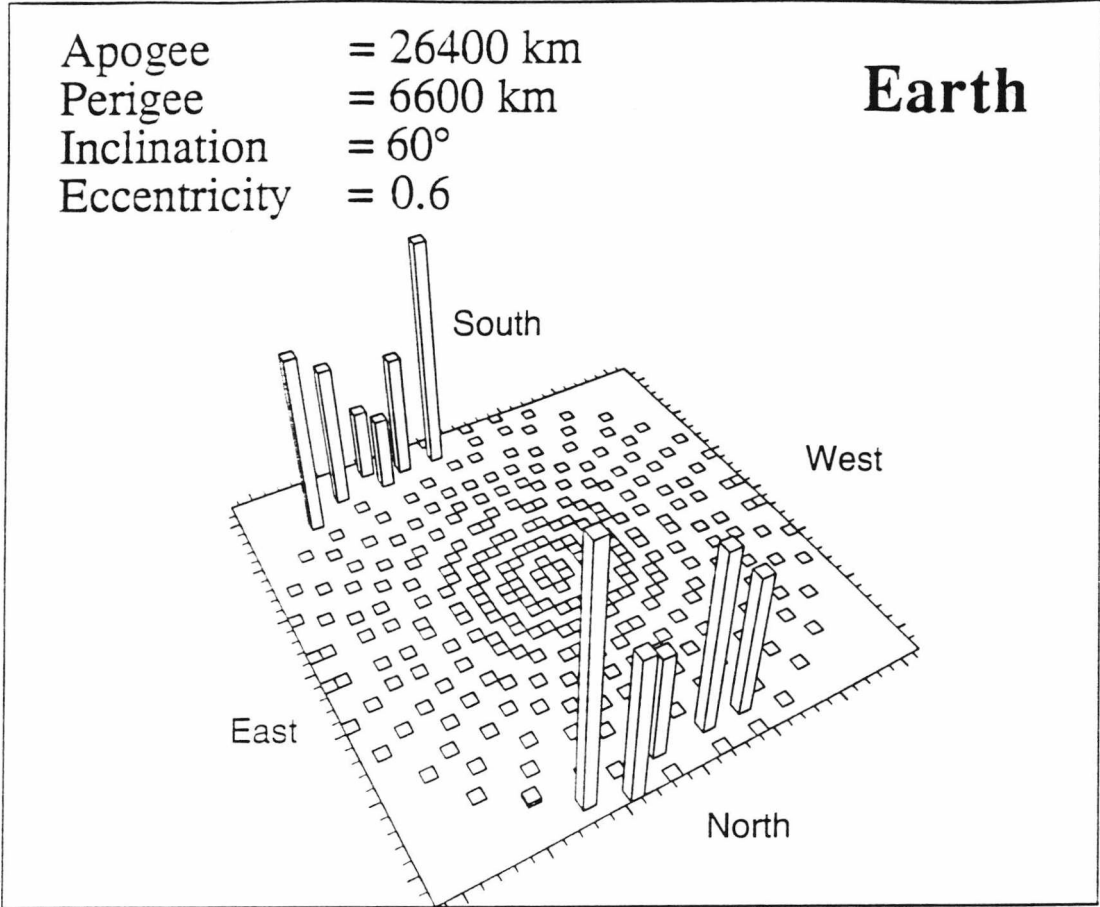 Apogee = 26400 km
Perigee = 6600 km
Inclination = 60°
Eccentricity = 0.6
Earth
South
West
East
North